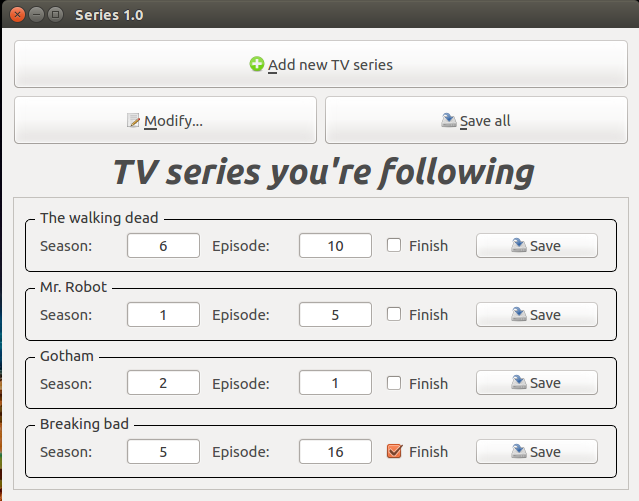 Series 1.0
Add new TV series
Modify... Save all
TV series you're following
The walking dead
Season: 6 Episode: 10 Finish Save
Mr. Robot
Season: 1 Episode: 5 Finish Save
Gotham
Season: 2 Episode: 1 Finish Save
Breaking bad
Season: 5 Episode: 16 Finish Save